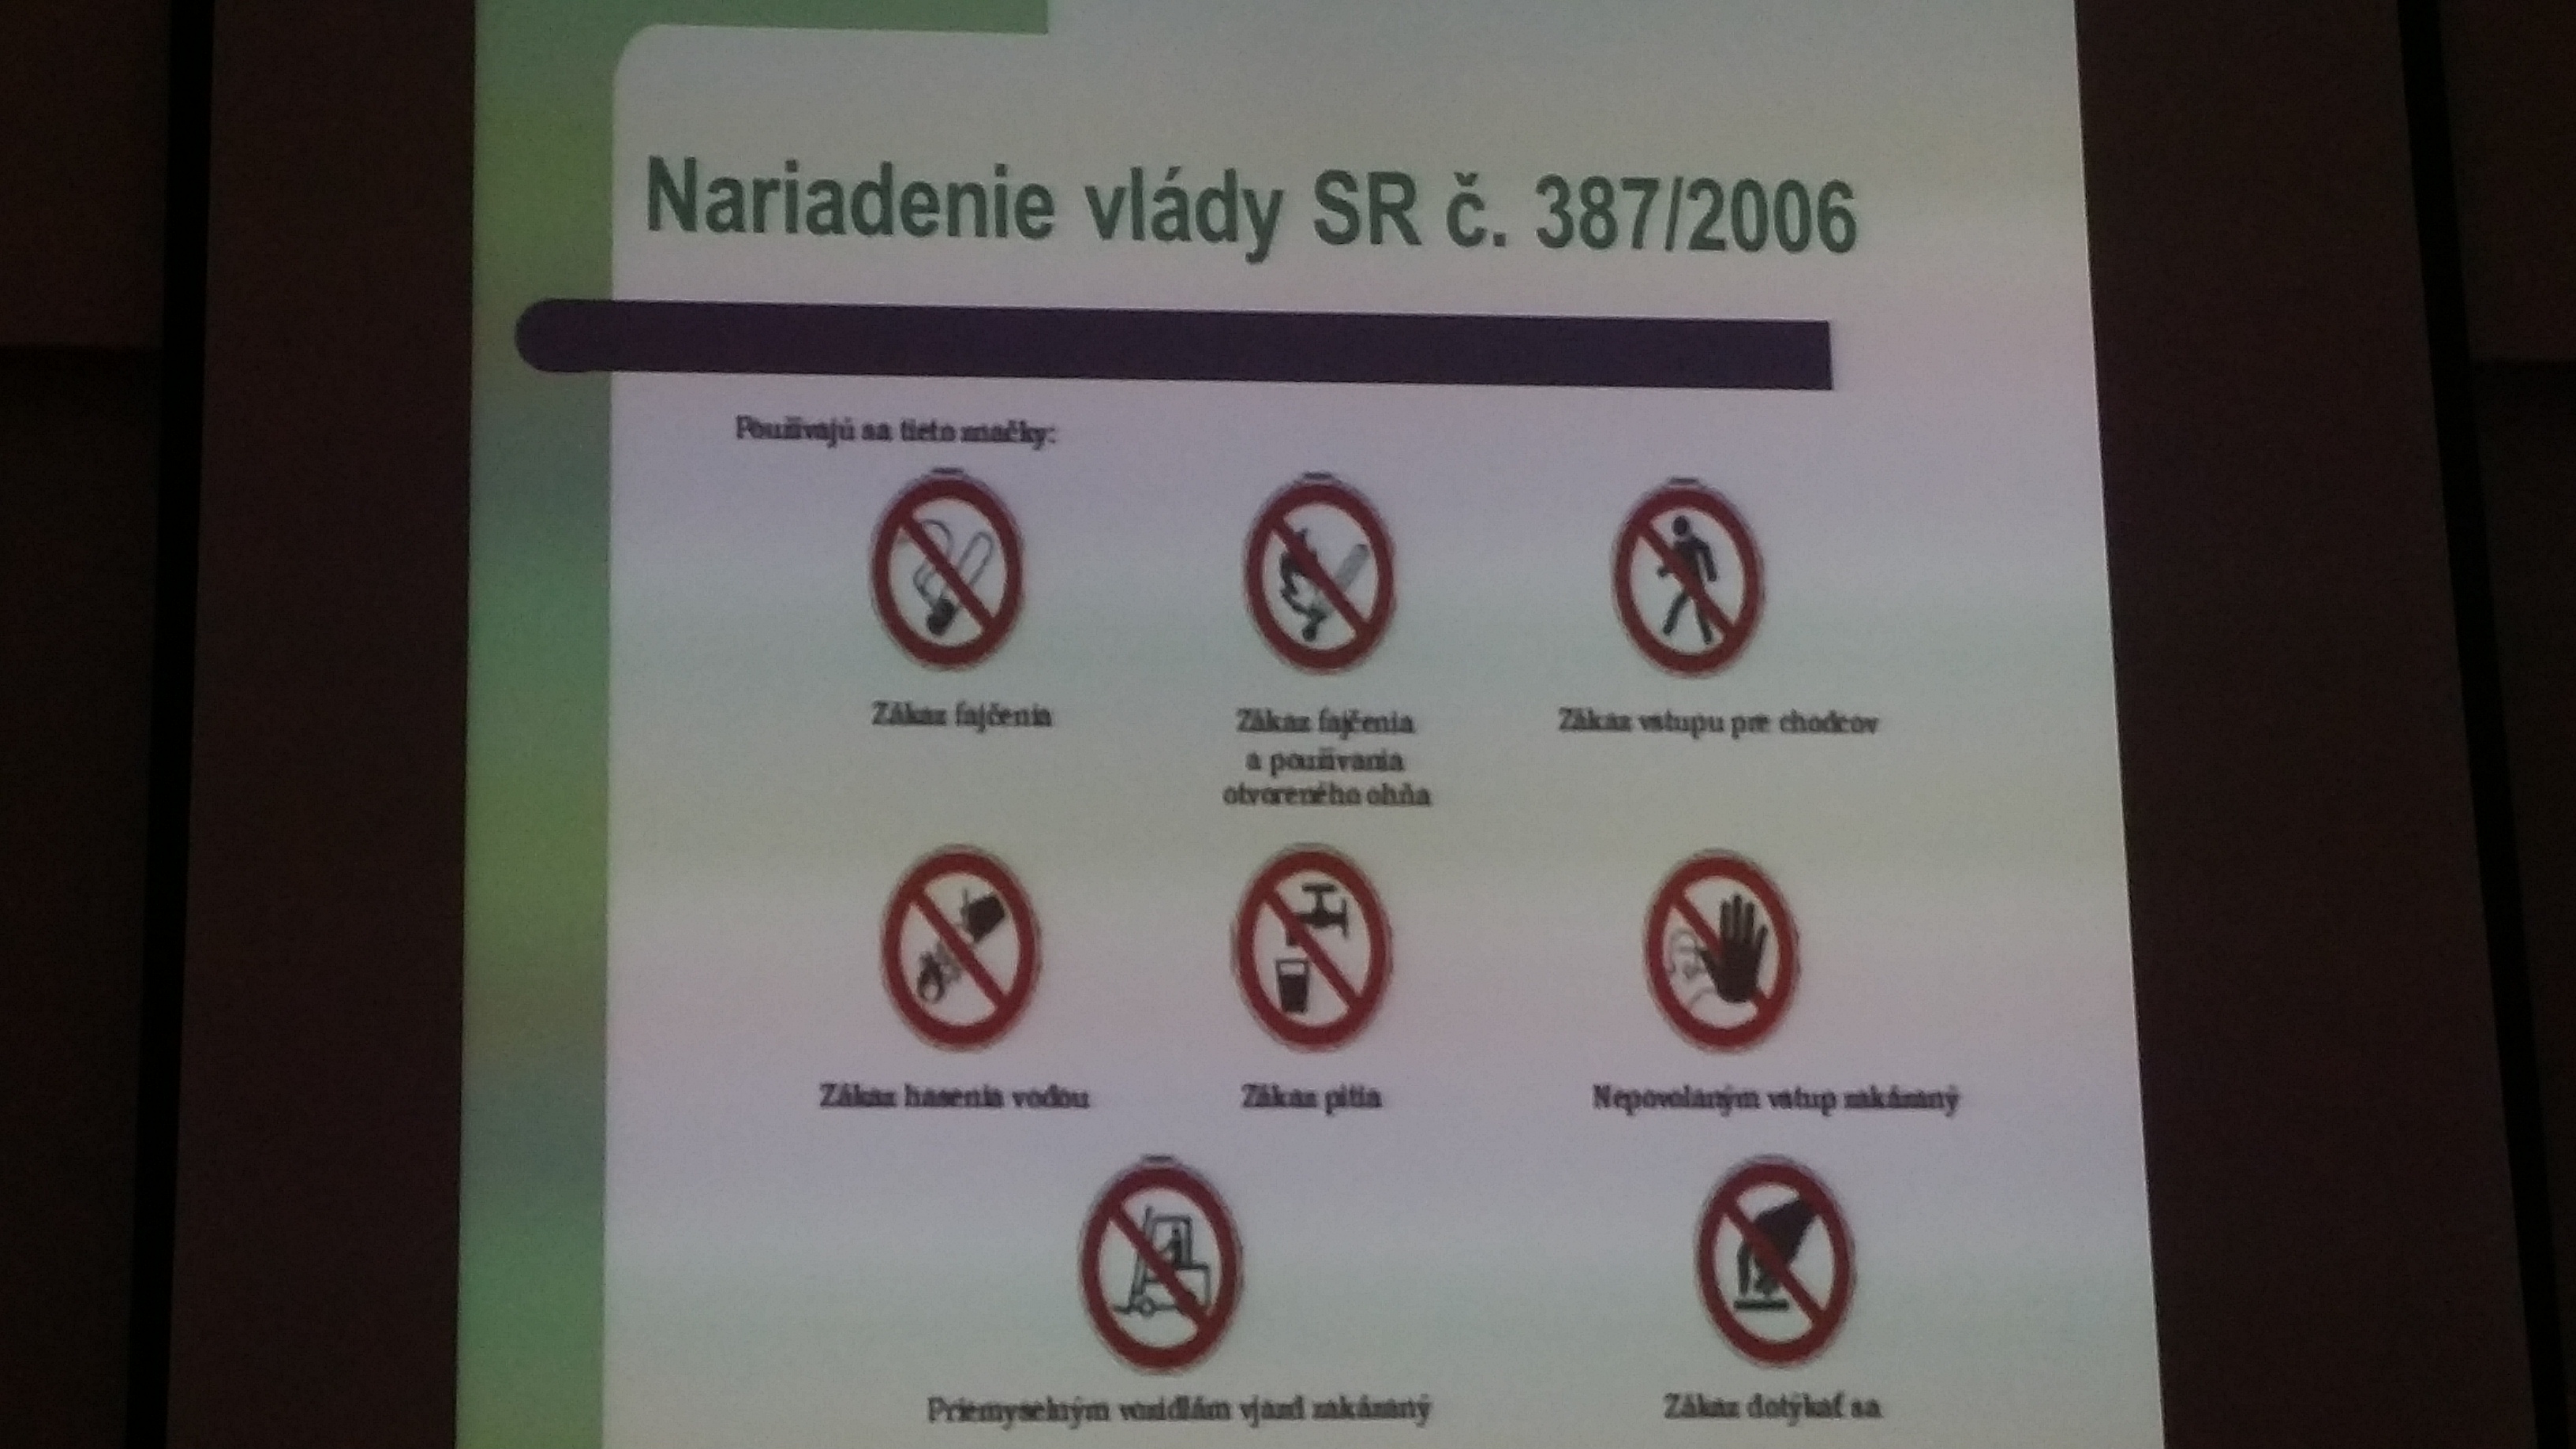 Nariadenie vlády SR č. 387/2006
Používajú sa tieto značky:
Zákaz fajčenia
Zákaz fajčenia
a používania
otvoreného ohňa
Zákaz vstupu pre chodcov
Zákaz hasenia vodou
Zákaz pitia
Nepovolaným vstup zakázaný
Priemyselným vozidlám vjazd zakázaný
Zákaz dotýkať sa